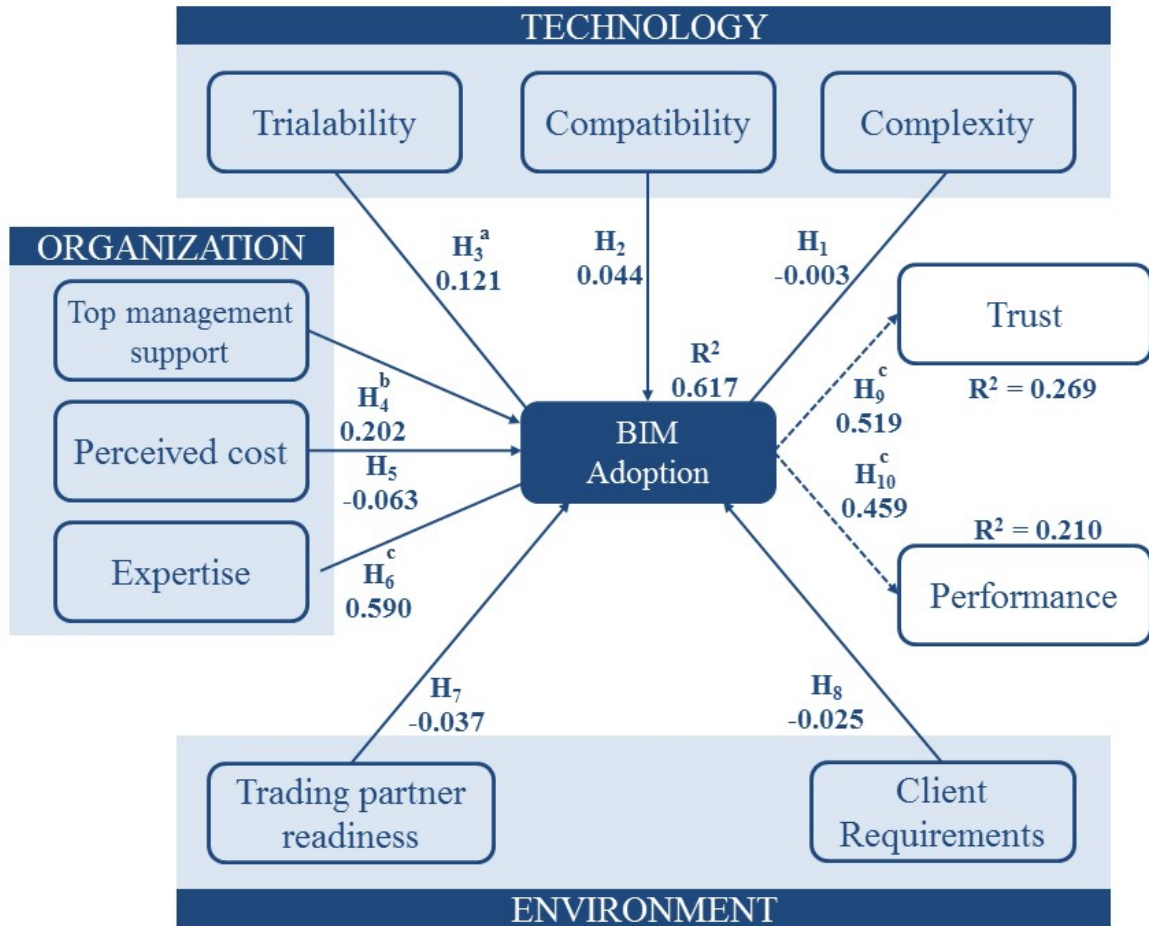 TECHNOLOGY
Trialability
Compatibility
Complexity
H₃ᵃ
0.121
H₂
0.044
H₁
-0.003
ORGANIZATION
Top management
support
Perceived cost
Expertise
H₄ᵇ
0.202
H₅
-0.063
H₆ᶜ
0.590
R²
0.617
BIM
Adoption
Trust
R² = 0.269
H₉ᶜ
0.519
H₁₀ᶜ
0.459
R² = 0.210
Performance
H₇
-0.037
H₈
-0.025
Trading partner
readiness
Client
Requirements
ENVIRONMENT